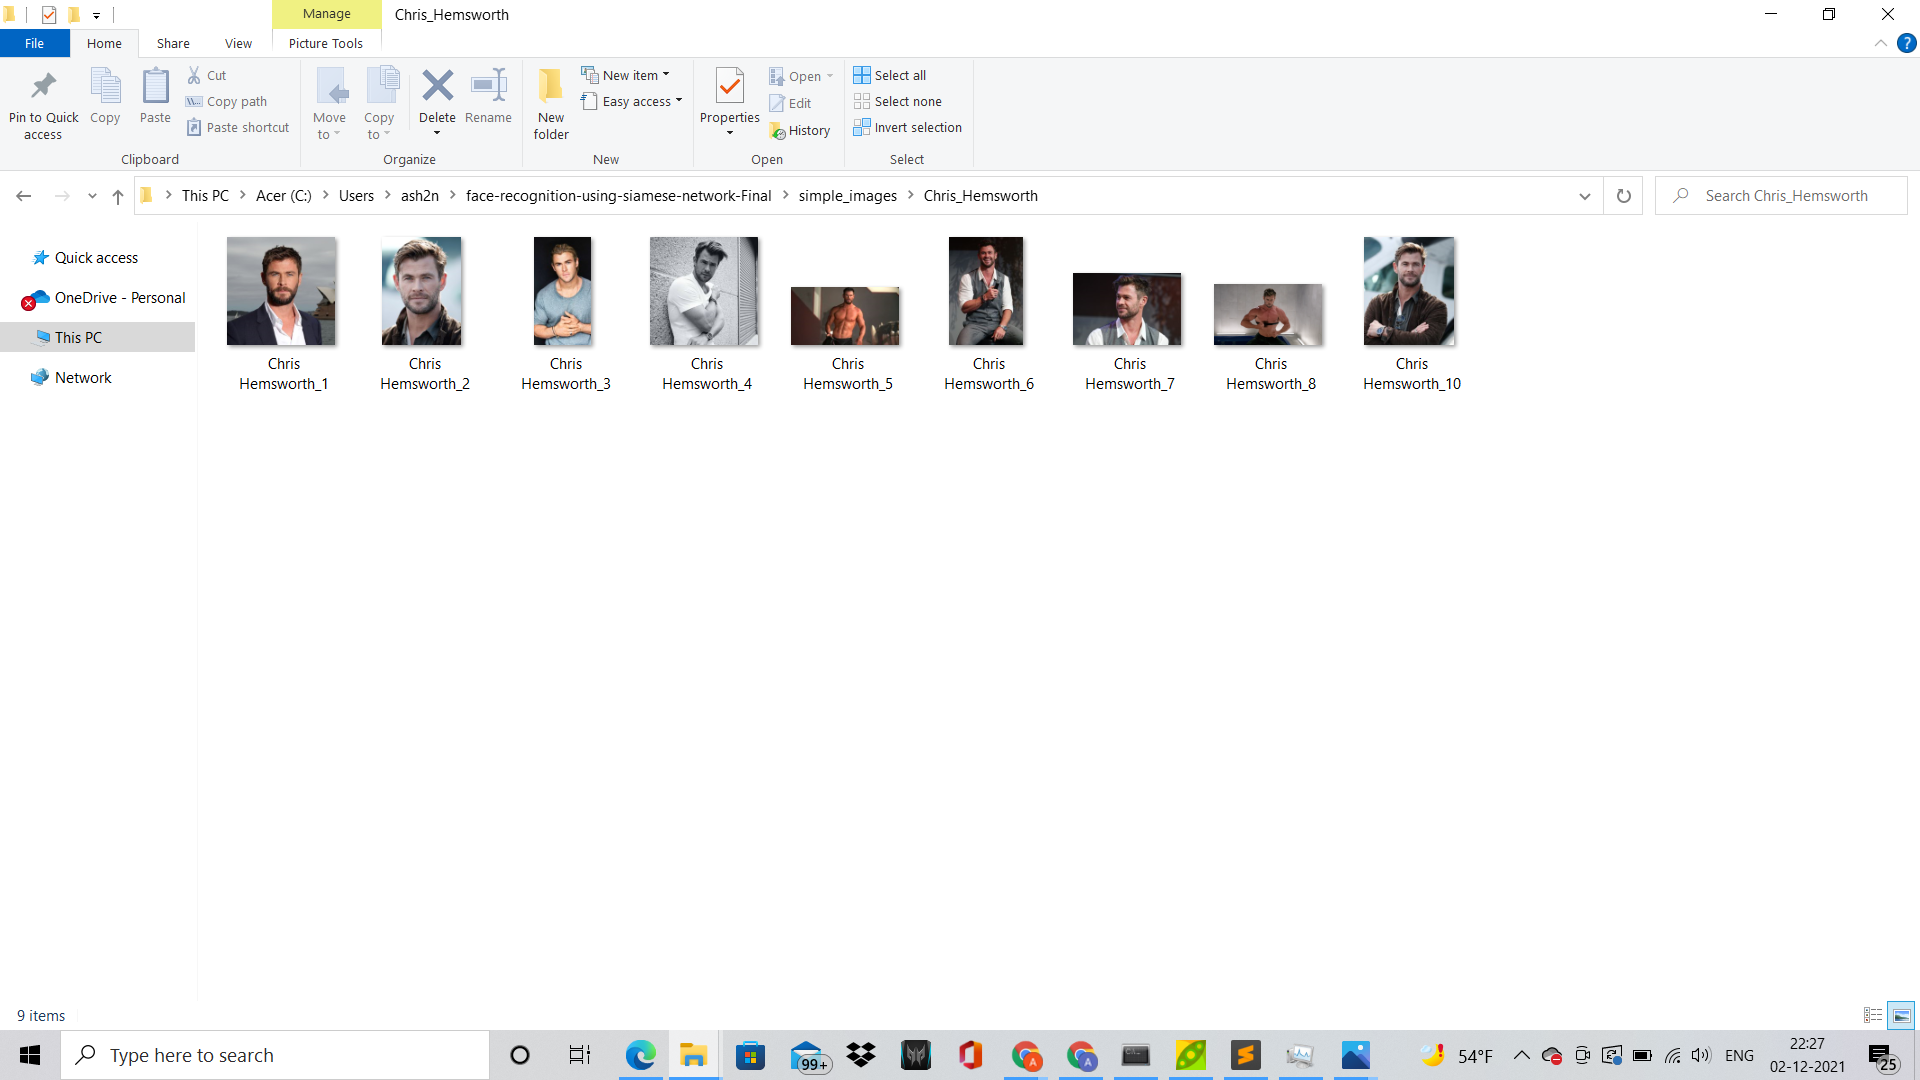 Manage
Chris_Hemsworth
File
Home
Share
View
Picture Tools
Pin to Quick access
Copy
Paste
Cut
Copy path
Paste shortcut
Clipboard
Move to
Copy to
Delete
Rename
Organize
New folder
New item
Easy access
New
Properties
Open
Edit
History
Open
Select all
Select none
Invert selection
Select
This PC > Acer (C:) > Users > ash2n > face-recognition-using-siamese-network-Final > simple_images > Chris_Hemsworth
Search Chris_Hemsworth
Quick access
OneDrive - Personal
This PC
Network
Chris Hemsworth_1
Chris Hemsworth_2
Chris Hemsworth_3
Chris Hemsworth_4
Chris Hemsworth_5
Chris Hemsworth_6
Chris Hemsworth_7
Chris Hemsworth_8
Chris Hemsworth_10
9 items
Type here to search
99+
A
A
54°F
ENG
22:27
02-12-2021
25